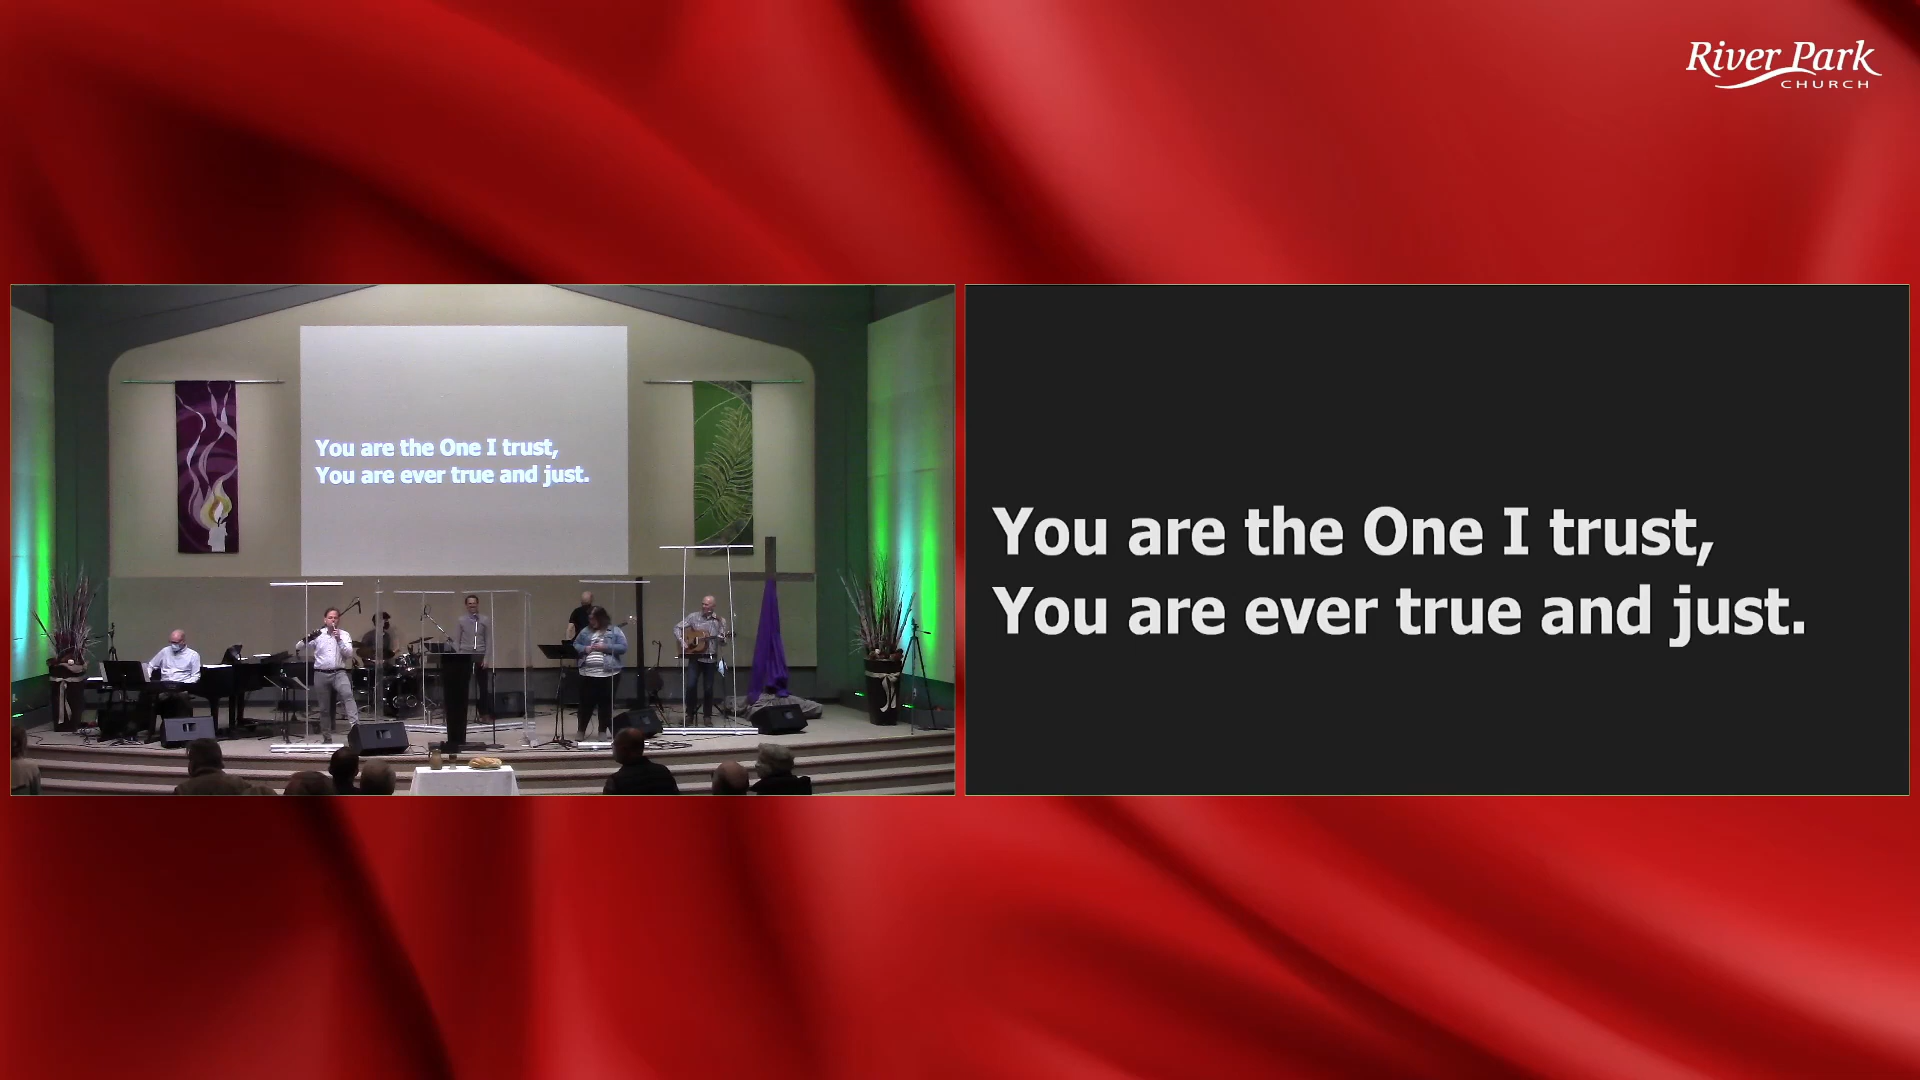 River Park
CHURCH
You are the One I trust,
You are ever true and just.
You are the One I trust,
You are ever true and just.